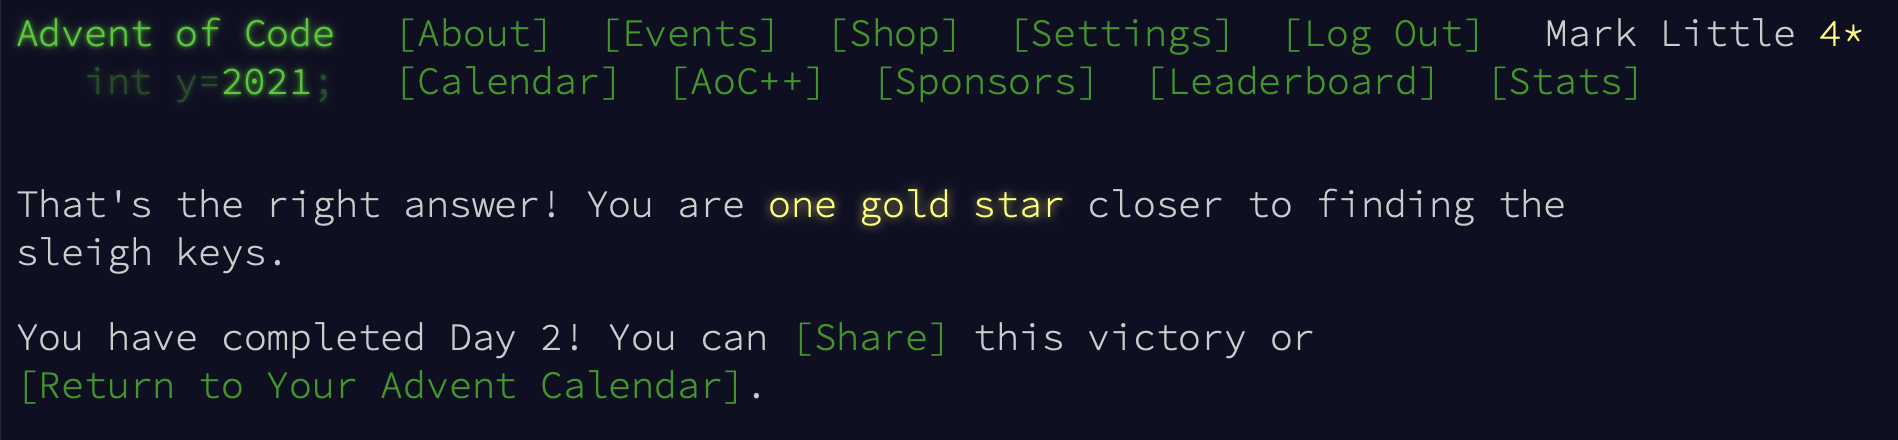 Advent of Code [About] [Events] [Shop] [Settings] [Log Out] Mark Little 4*
int y=2021; [Calendar] [AoC++] [Sponsors] [Leaderboard] [Stats]
That's the right answer! You are one gold star closer to finding the
sleigh keys.
You have completed Day 2! You can [Share] this victory or
[Return to Your Advent Calendar].